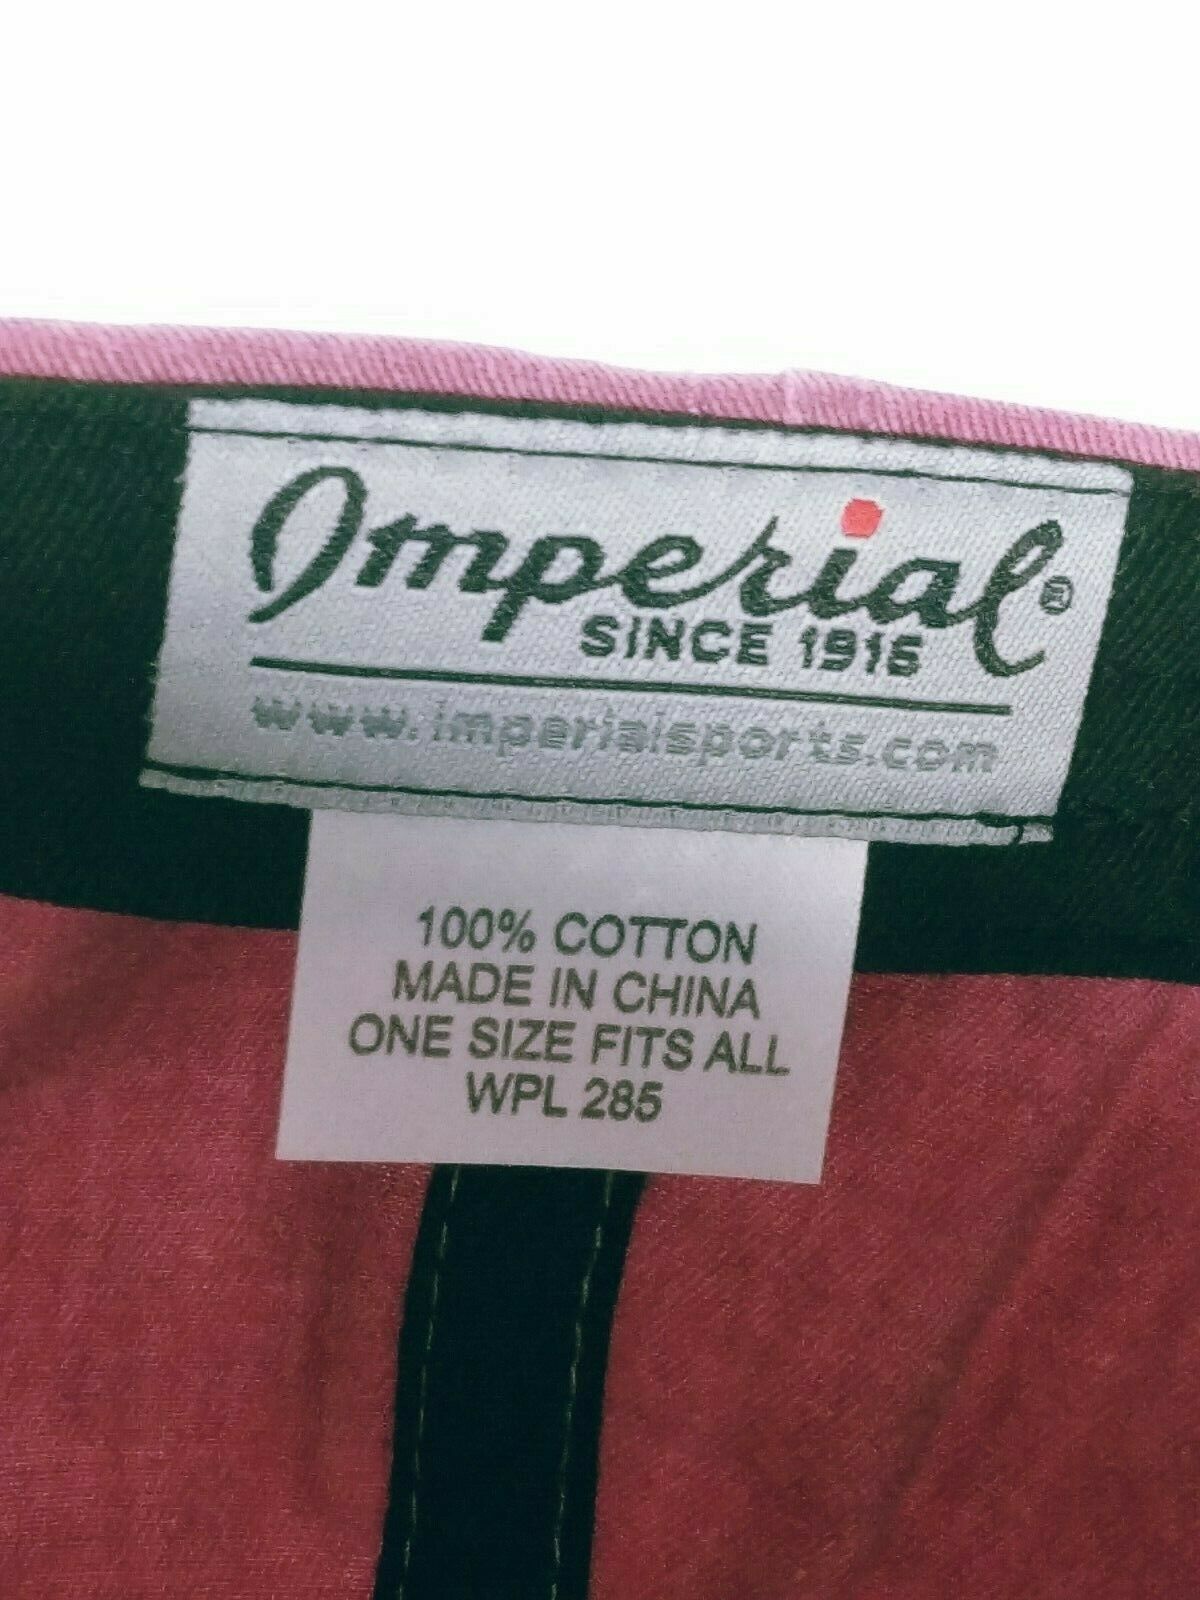 Imperial®
SINCE 1916
www.imperialsports.com
100% COTTON
MADE IN CHINA
ONE SIZE FITS ALL
WPL 285